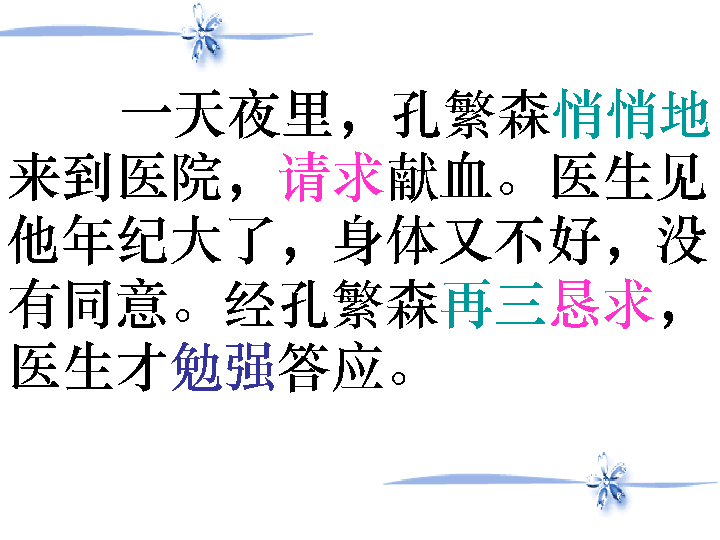 一天夜里，孔繁森悄悄地
来到医院，请求献血。医生见
他年纪大了，身体又不好，没
有同意。经孔繁森再三恳求，
医生才勉强答应。